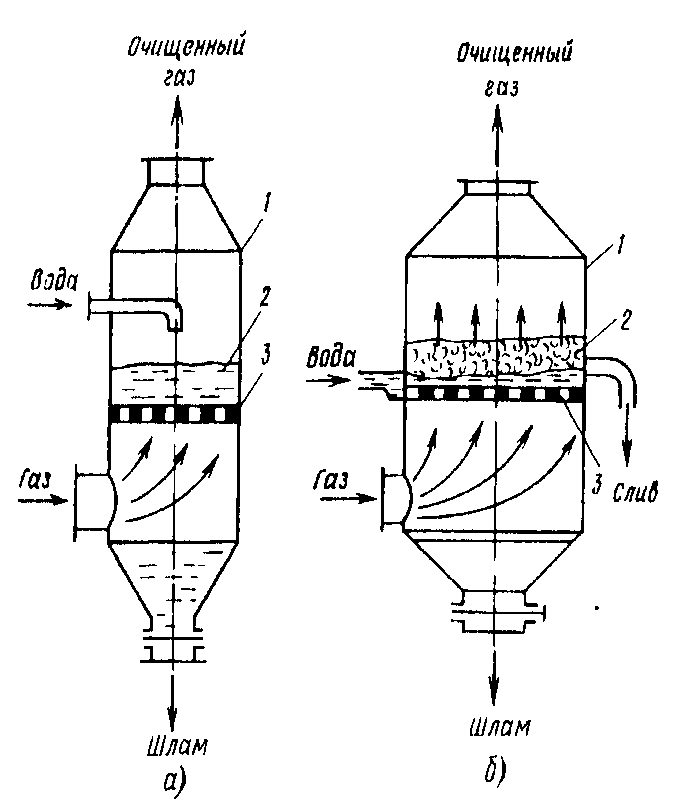 Очищенный
газ
1
Вода
2
3
Газ
Шлам
а)
Очищенный
газ
1
2
Вода
3
Слив
Газ
Шлам
б)